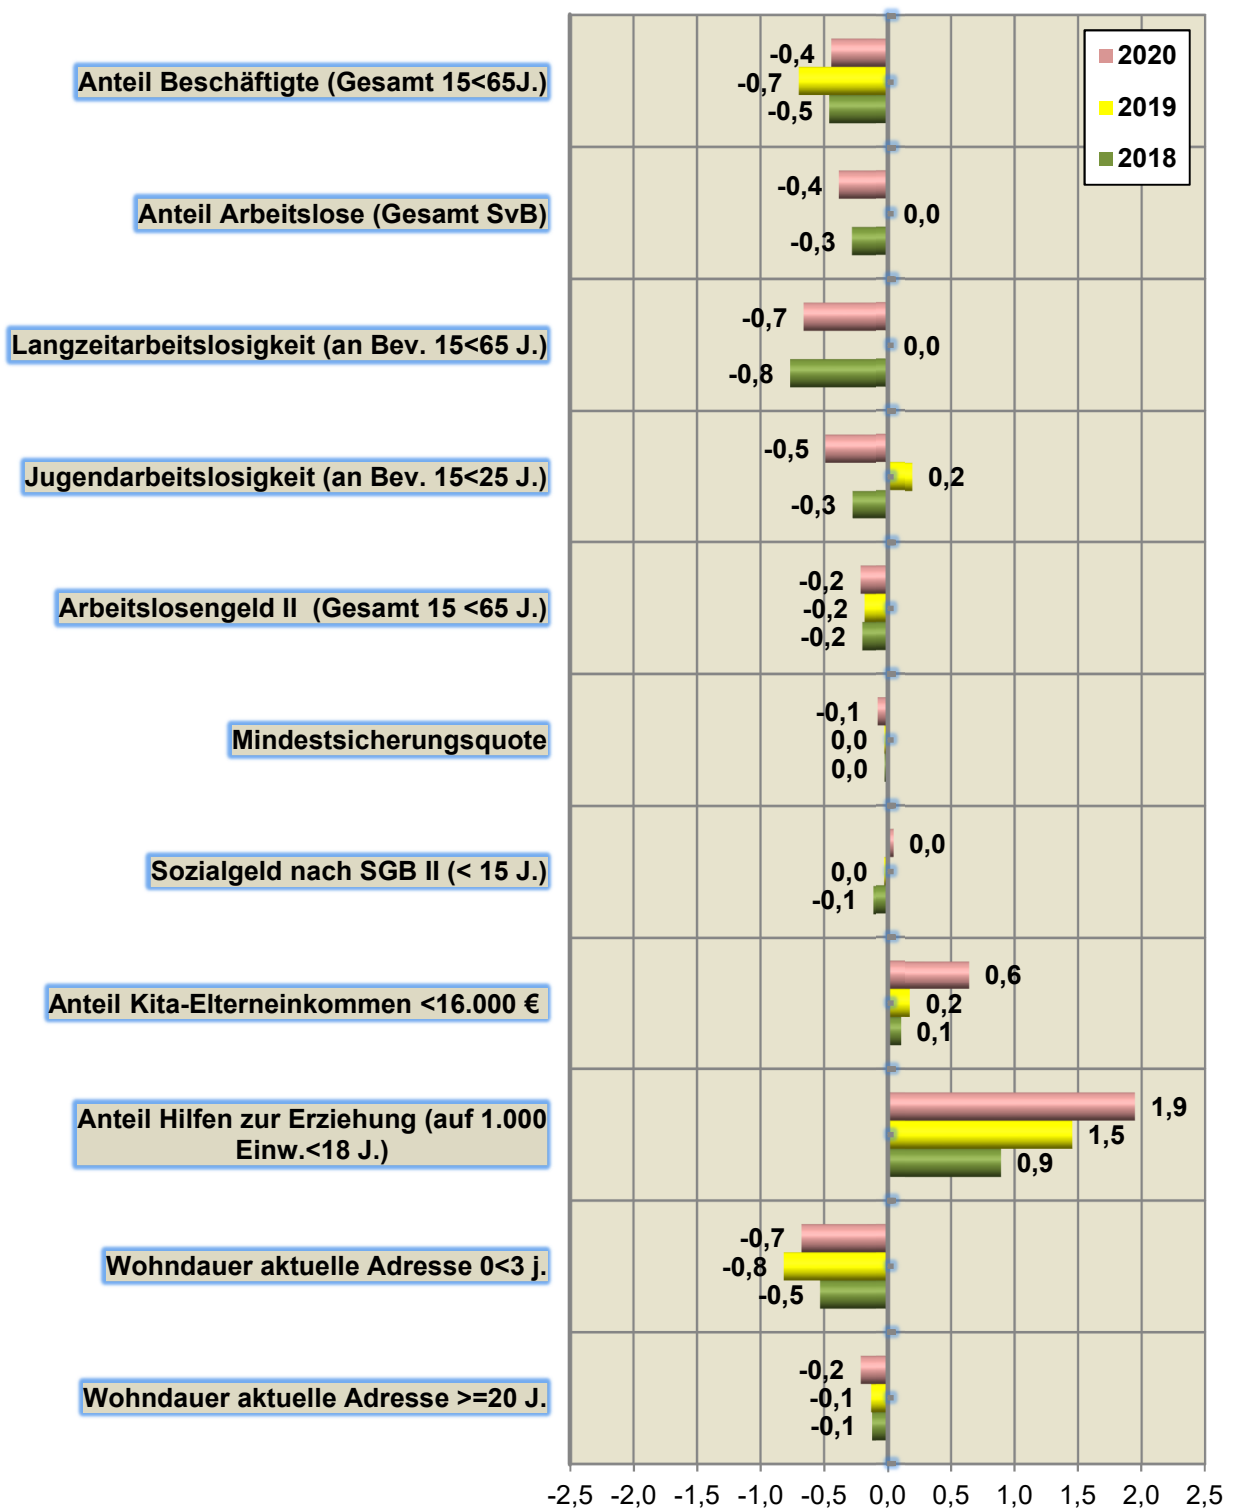 2020
2019
2018
Anteil Beschäftigte (Gesamt 15<65J.)
-0,4
-0,7
-0,5
Anteil Arbeitslose (Gesamt SvB)
-0,4
0,0
-0,3
Langzeitarbeitslosigkeit (an Bev. 15<65 J.)
-0,7
0,0
-0,8
Jugendarbeitslosigkeit (an Bev. 15<25 J.)
-0,5
0,2
-0,3
Arbeitslosengeld II (Gesamt 15 <65 J.)
-0,2
-0,2
-0,2
Mindestsicherungsquote
-0,1
0,0
0,0
Sozialgeld nach SGB II (< 15 J.)
0,0
0,0
-0,1
Anteil Kita-Elterneinkommen <16.000 €
0,6
0,2
0,1
Anteil Hilfen zur Erziehung (auf 1.000
Einw.<18 J.)
1,9
1,5
0,9
Wohndauer aktuelle Adresse 0<3 j.
-0,7
-0,8
-0,5
Wohndauer aktuelle Adresse >=20 J.
-0,2
-0,1
-0,1
-2,5 -2,0 -1,5 -1,0 -0,5 0,0 0,5 1,0 1,5 2,0 2,5